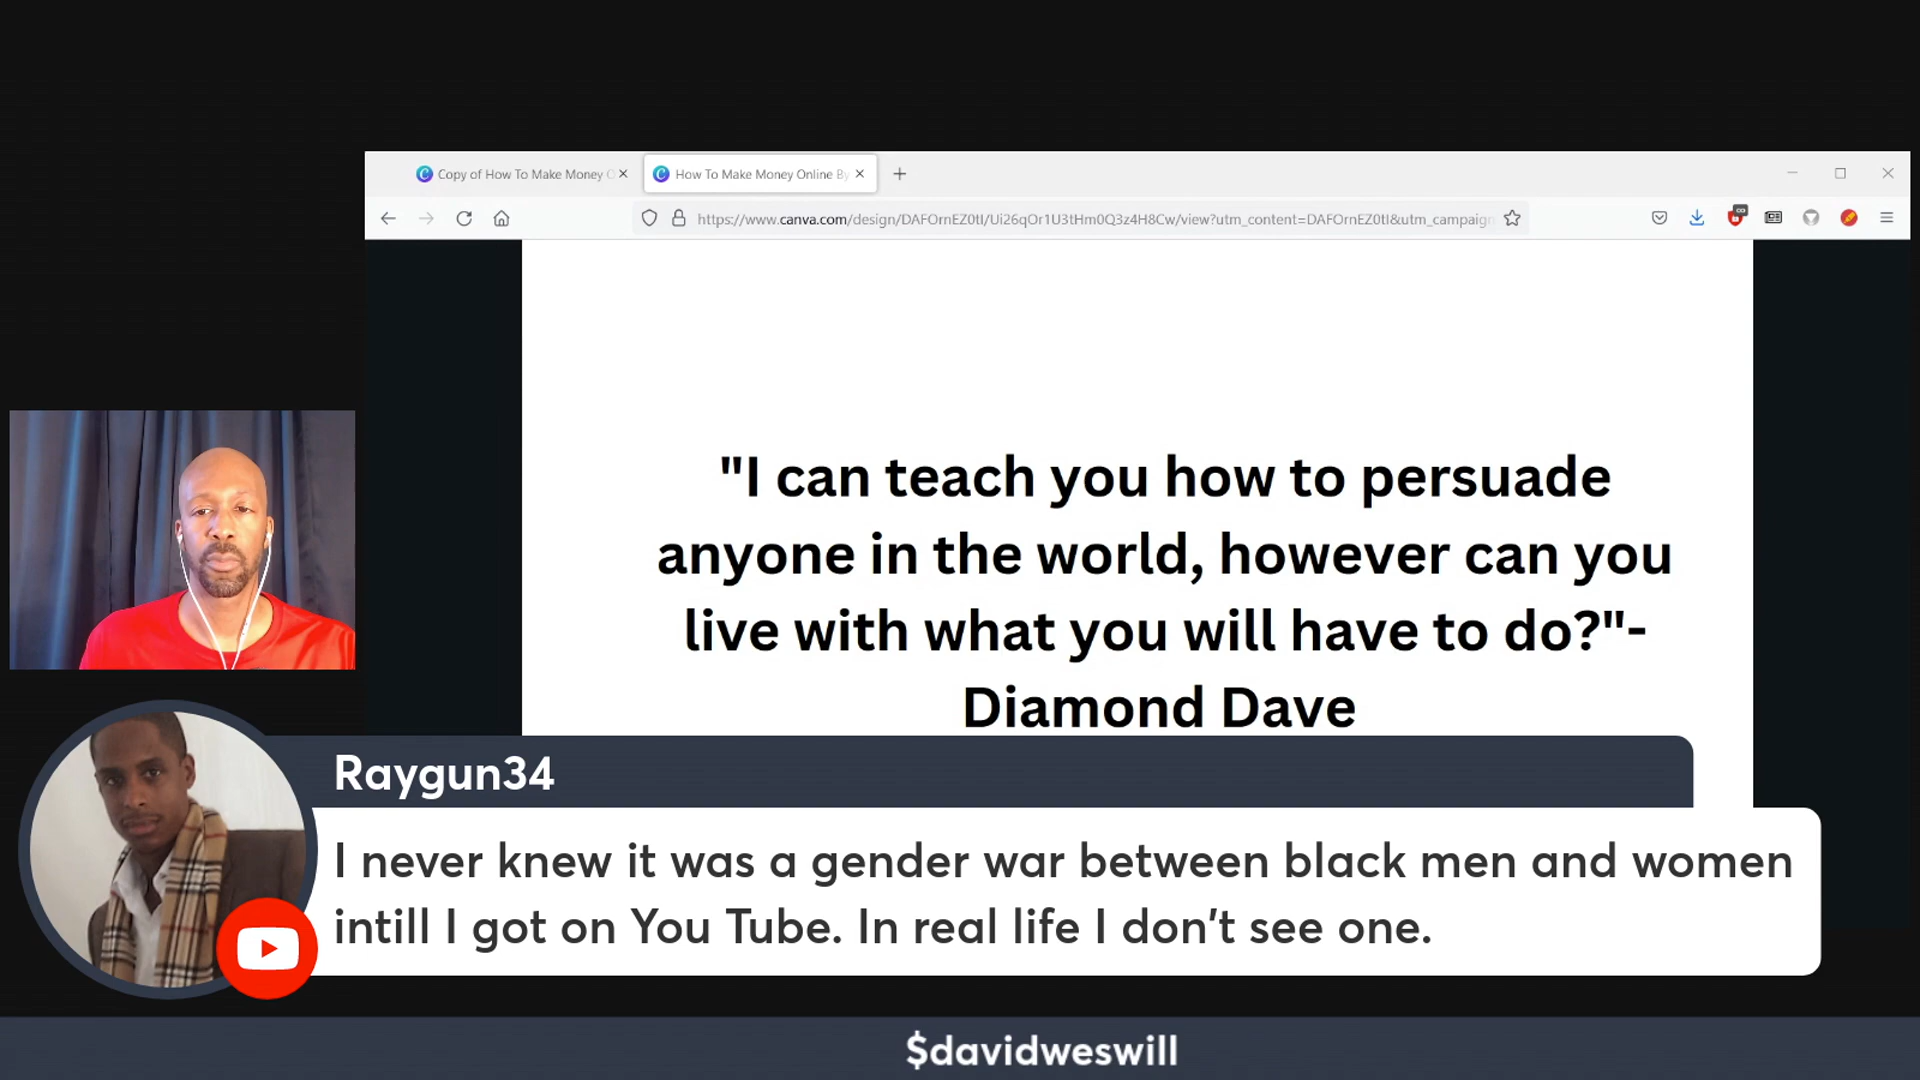 Copy of How To Make Money O
How To Make Money Online By
https://www.canva.com/design/DAFOrnEZ0tI/Ui26qOr1U3tHm0Q3z4H8Cw/view?utm_content=DAFOrnEZ0tI&utm_campaign
"I can teach you how to persuade
anyone in the world, however can you
live with what you will have to do?"-
Diamond Dave
Raygun34
I never knew it was a gender war between black men and women
intill I got on You Tube. In real life I don't see one.
$davidweswill